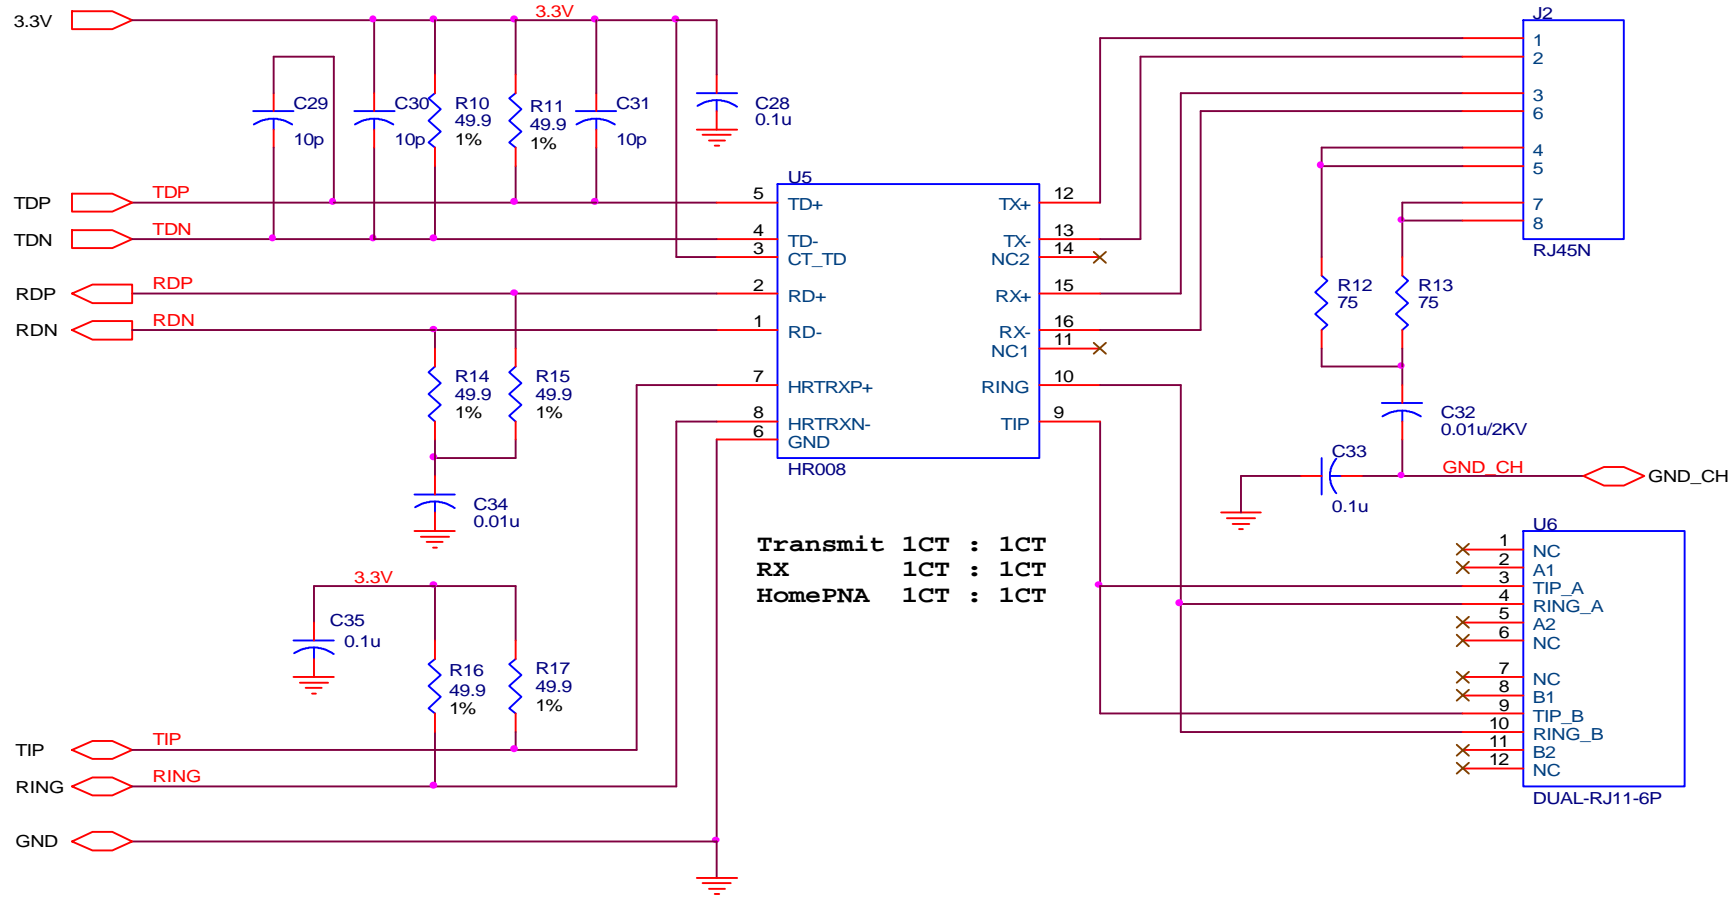 3.3V
3.3V
J2
1
2
3
6
4
5
7
8
RJ45N
C29
10p
C30
10p
R10
49.9
1%
R11
49.9
1%
C31
10p
C28
0.1u
TDP
TDP
TDN
TDN
RDP
RDP
RDN
RDN
U5
5 TD+
4 TD-
3 CT_TD
2 RD+
1 RD-
7 HRTRXP+
8 HRTRXN-
6 GND
TX+ 12
TX- 13
NC2 14
RX+ 15
RX- 16
NC1 11
RING 10
TIP 9
HR008
R12
75
R13
75
R14
49.9
1%
R15
49.9
1%
C34
0.01u
C32
0.01u/2KV
C33
0.1u
GND_CH
GND_CH
Transmit 1CT : 1CT
RX 1CT : 1CT
HomePNA 1CT : 1CT
3.3V
C35
0.1u
R16
49.9
1%
R17
49.9
1%
TIP
TIP
RING
RING
GND
U6
1 NC
2 A1
3 TIP_A
4 RING_A
5 A2
6 NC
7 NC
8 B1
9 TIP_B
10 RING_B
11 B2
12 NC
DUAL-RJ11-6P